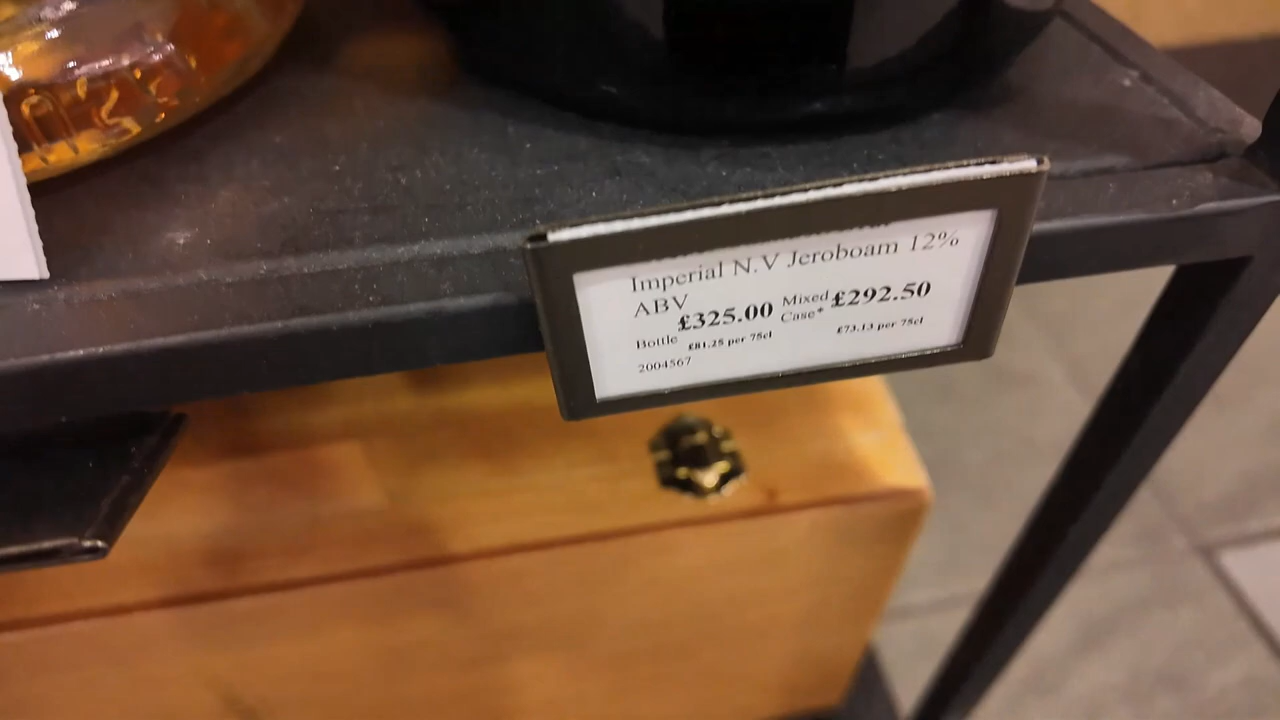 Imperial N.V Jeroboam 12%
ABV
Bottle £325.00 Mixed Case* £292.50
£81.25 per 75cl £73.13 per 75cl
2004567